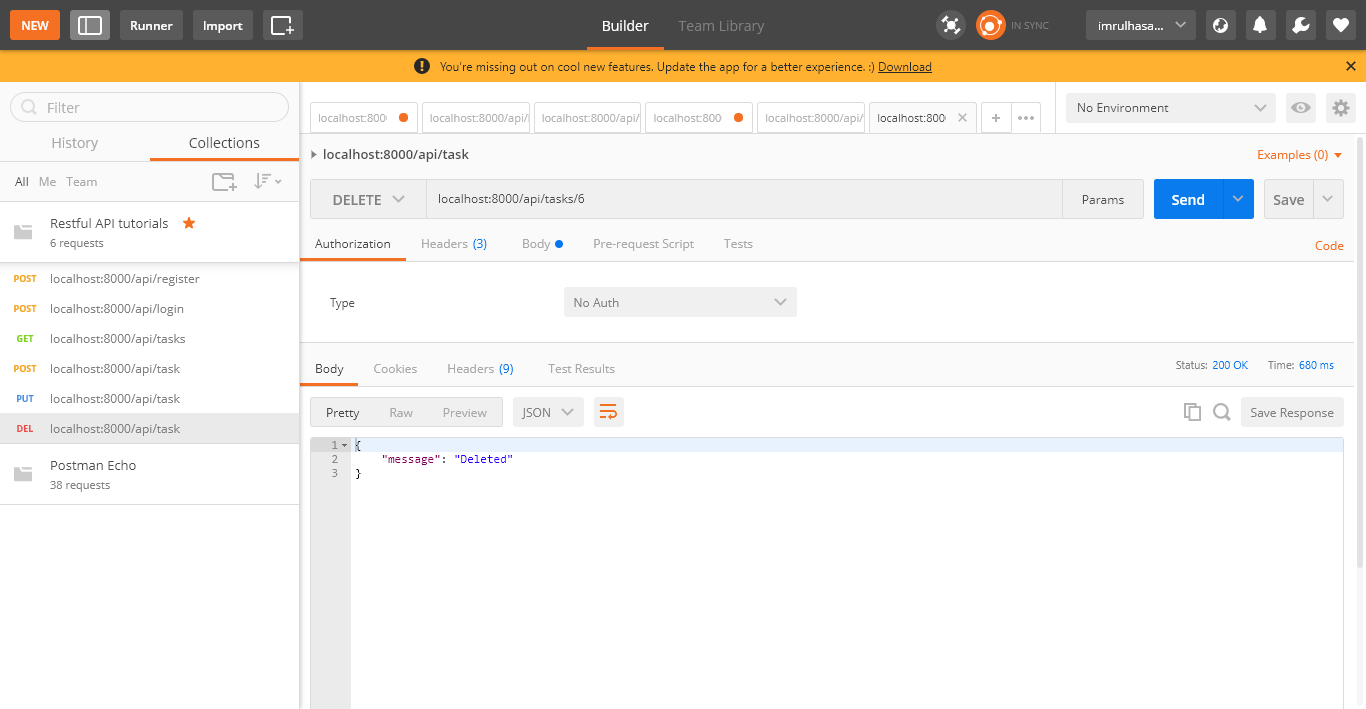 NEW Runner Import Builder Team Library IN SYNC imrulhasa...
You're missing out on cool new features. Update the app for a better experience. :) Download
Filter
History Collections
All Me Team
Restful API tutorials
6 requests
POST localhost:8000/api/register
POST localhost:8000/api/login
GET localhost:8000/api/tasks
POST localhost:8000/api/task
PUT localhost:8000/api/task
DEL localhost:8000/api/task
Postman Echo
38 requests
localhost:800 localhost:8000/api/ localhost:8000/api/ localhost:800 localhost:8000/api/ localhost:800 + •••
No Environment
localhost:8000/api/task
Examples (0)
DELETE localhost:8000/api/tasks/6 Params Send Save
Authorization Headers (3) Body Pre-request Script Tests Code
Type No Auth
Body Cookies Headers (9) Test Results Status: 200 OK Time: 680 ms
Pretty Raw Preview JSON Save Response
1 {
2 "message": "Deleted"
3 }